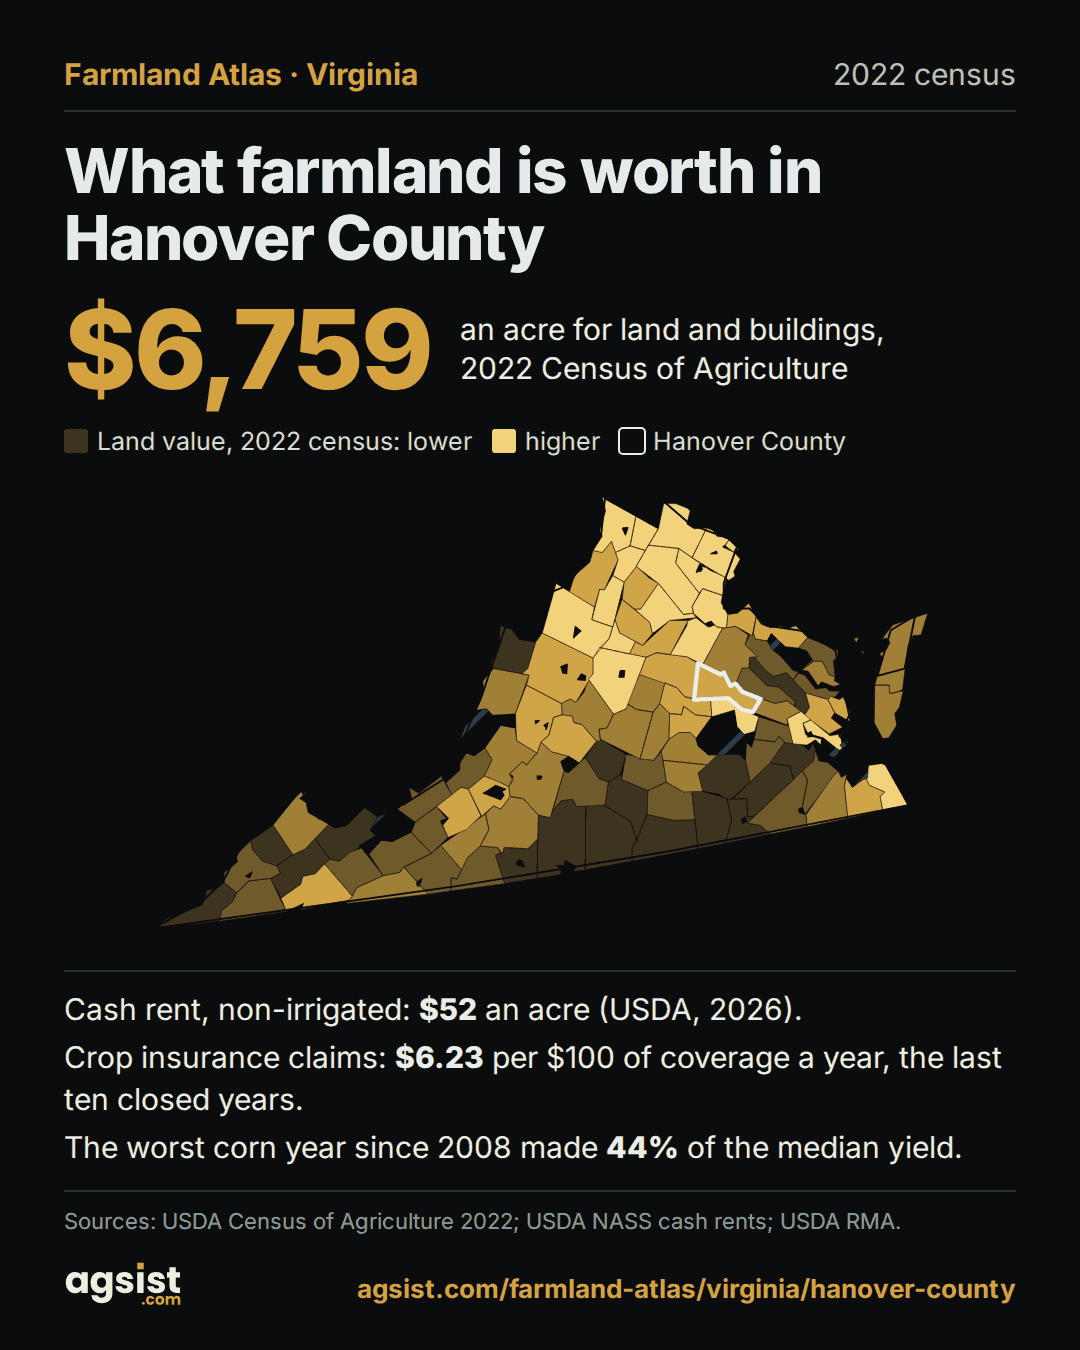 Farmland Atlas · Virginia
2022 census
What farmland is worth in
Hanover County
$6,759
an acre for land and buildings,
2022 Census of Agriculture
Land value, 2022 census: lower
higher
Hanover County
Cash rent, non-irrigated: $52 an acre (USDA, 2026).
Crop insurance claims: $6.23 per $100 of coverage a year, the last
ten closed years.
The worst corn year since 2008 made 44% of the median yield.
Sources: USDA Census of Agriculture 2022; USDA NASS cash rents; USDA RMA.
agsist
.com
agsist.com/farmland-atlas/virginia/hanover-county